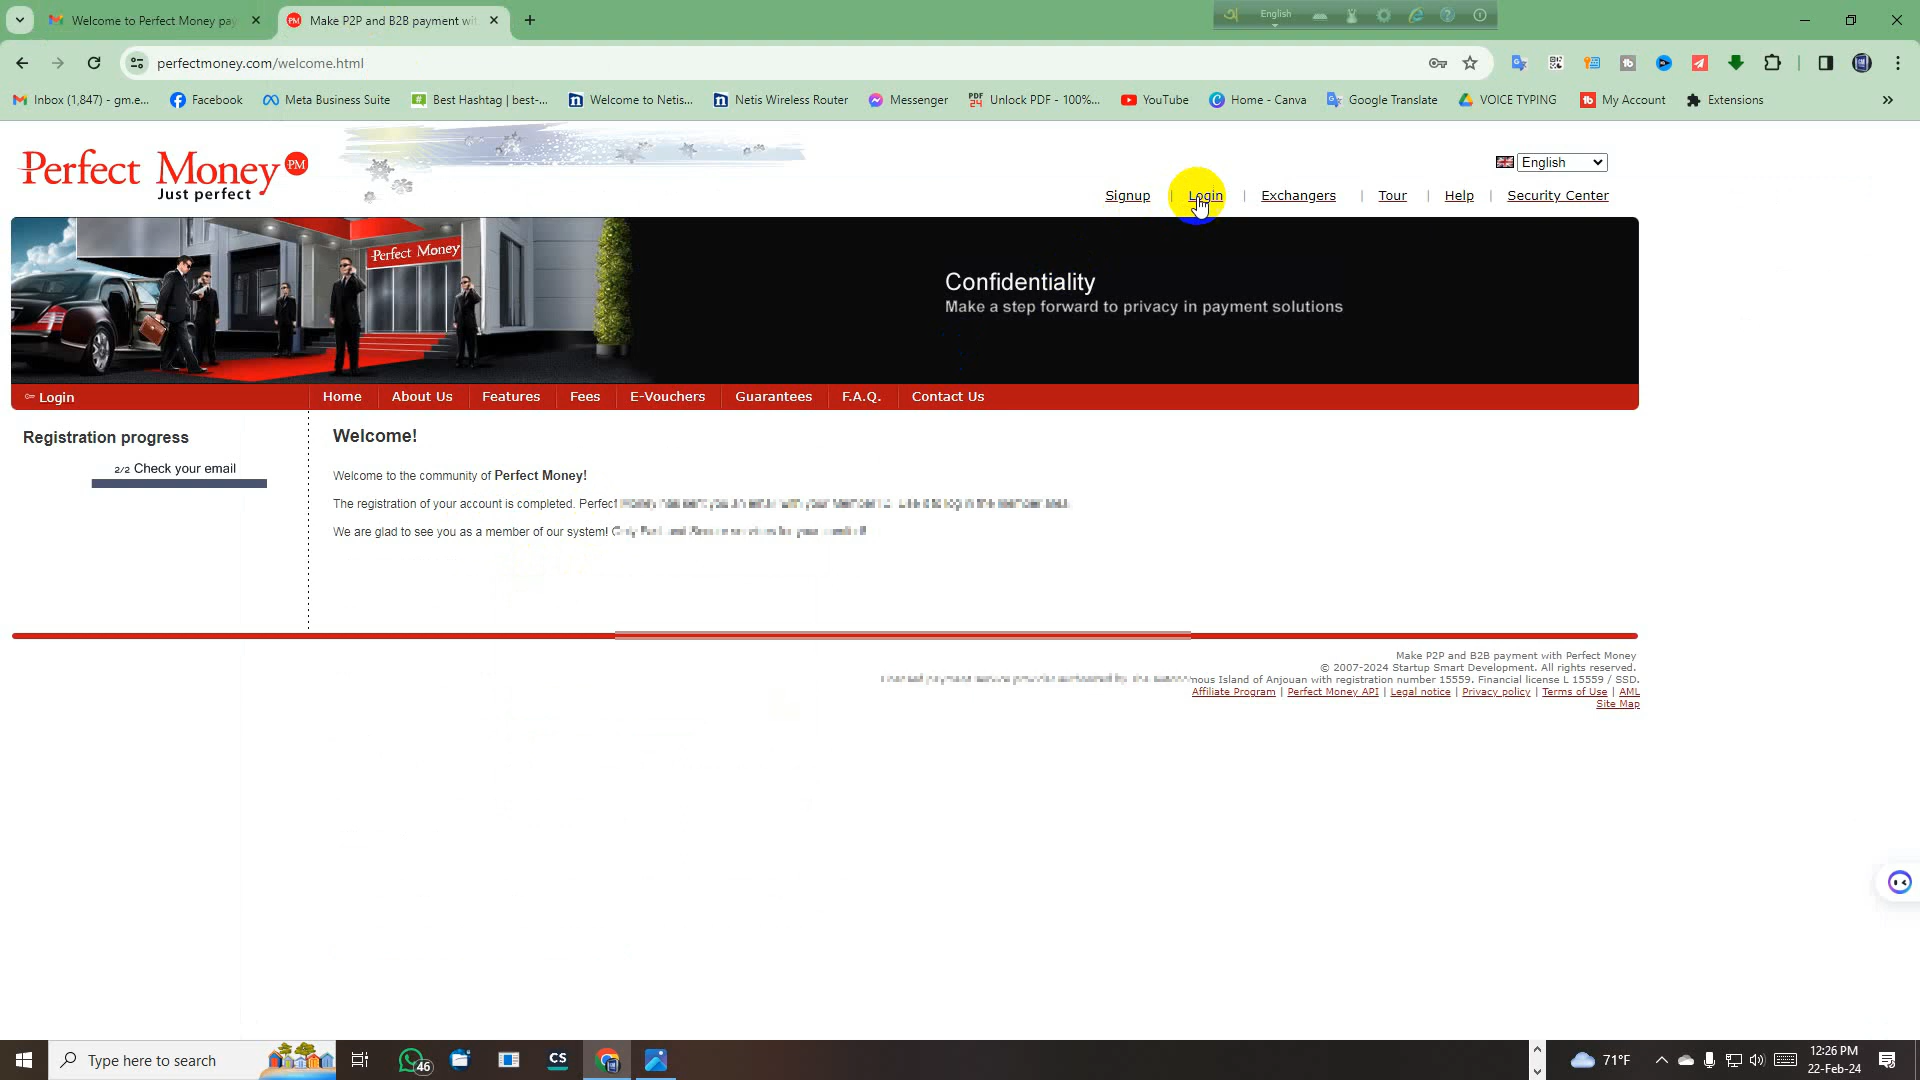 Welcome to Perfect Money pay
Make P2P and B2B payment wit
English
perfectmoney.com/welcome.html
Inbox (1,847) - gm.e...
Facebook
Meta Business Suite
Best Hashtag | best-...
Welcome to Netis...
Netis Wireless Router
Messenger
PDF 24
Unlock PDF - 100%...
YouTube
Home - Canva
Google Translate
VOICE TYPING
My Account
Extensions
Perfect Money PM
Just perfect
English
Signup | Login | Exchangers | Tour | Help | Security Center
Perfect Money
Confidentiality
Make a step forward to privacy in payment solutions
Login
Home
About Us
Features
Fees
E-Vouchers
Guarantees
F.A.Q.
Contact Us
Registration progress
2/2 Check your email
Welcome!
Welcome to the community of Perfect Money!
The registration of your account is completed. Perfect
We are glad to see you as a member of our system!
Make P2P and B2B payment with Perfect Money
© 2007-2024 Startup Smart Development. All rights reserved.
nous Island of Anjouan with registration number 15559. Financial license L 15559 / SSD.
Affiliate Program | Perfect Money API | Legal notice | Privacy policy | Terms of Use | AML
Site Map
Type here to search
46
CS
71°F
12:26 PM
22-Feb-24